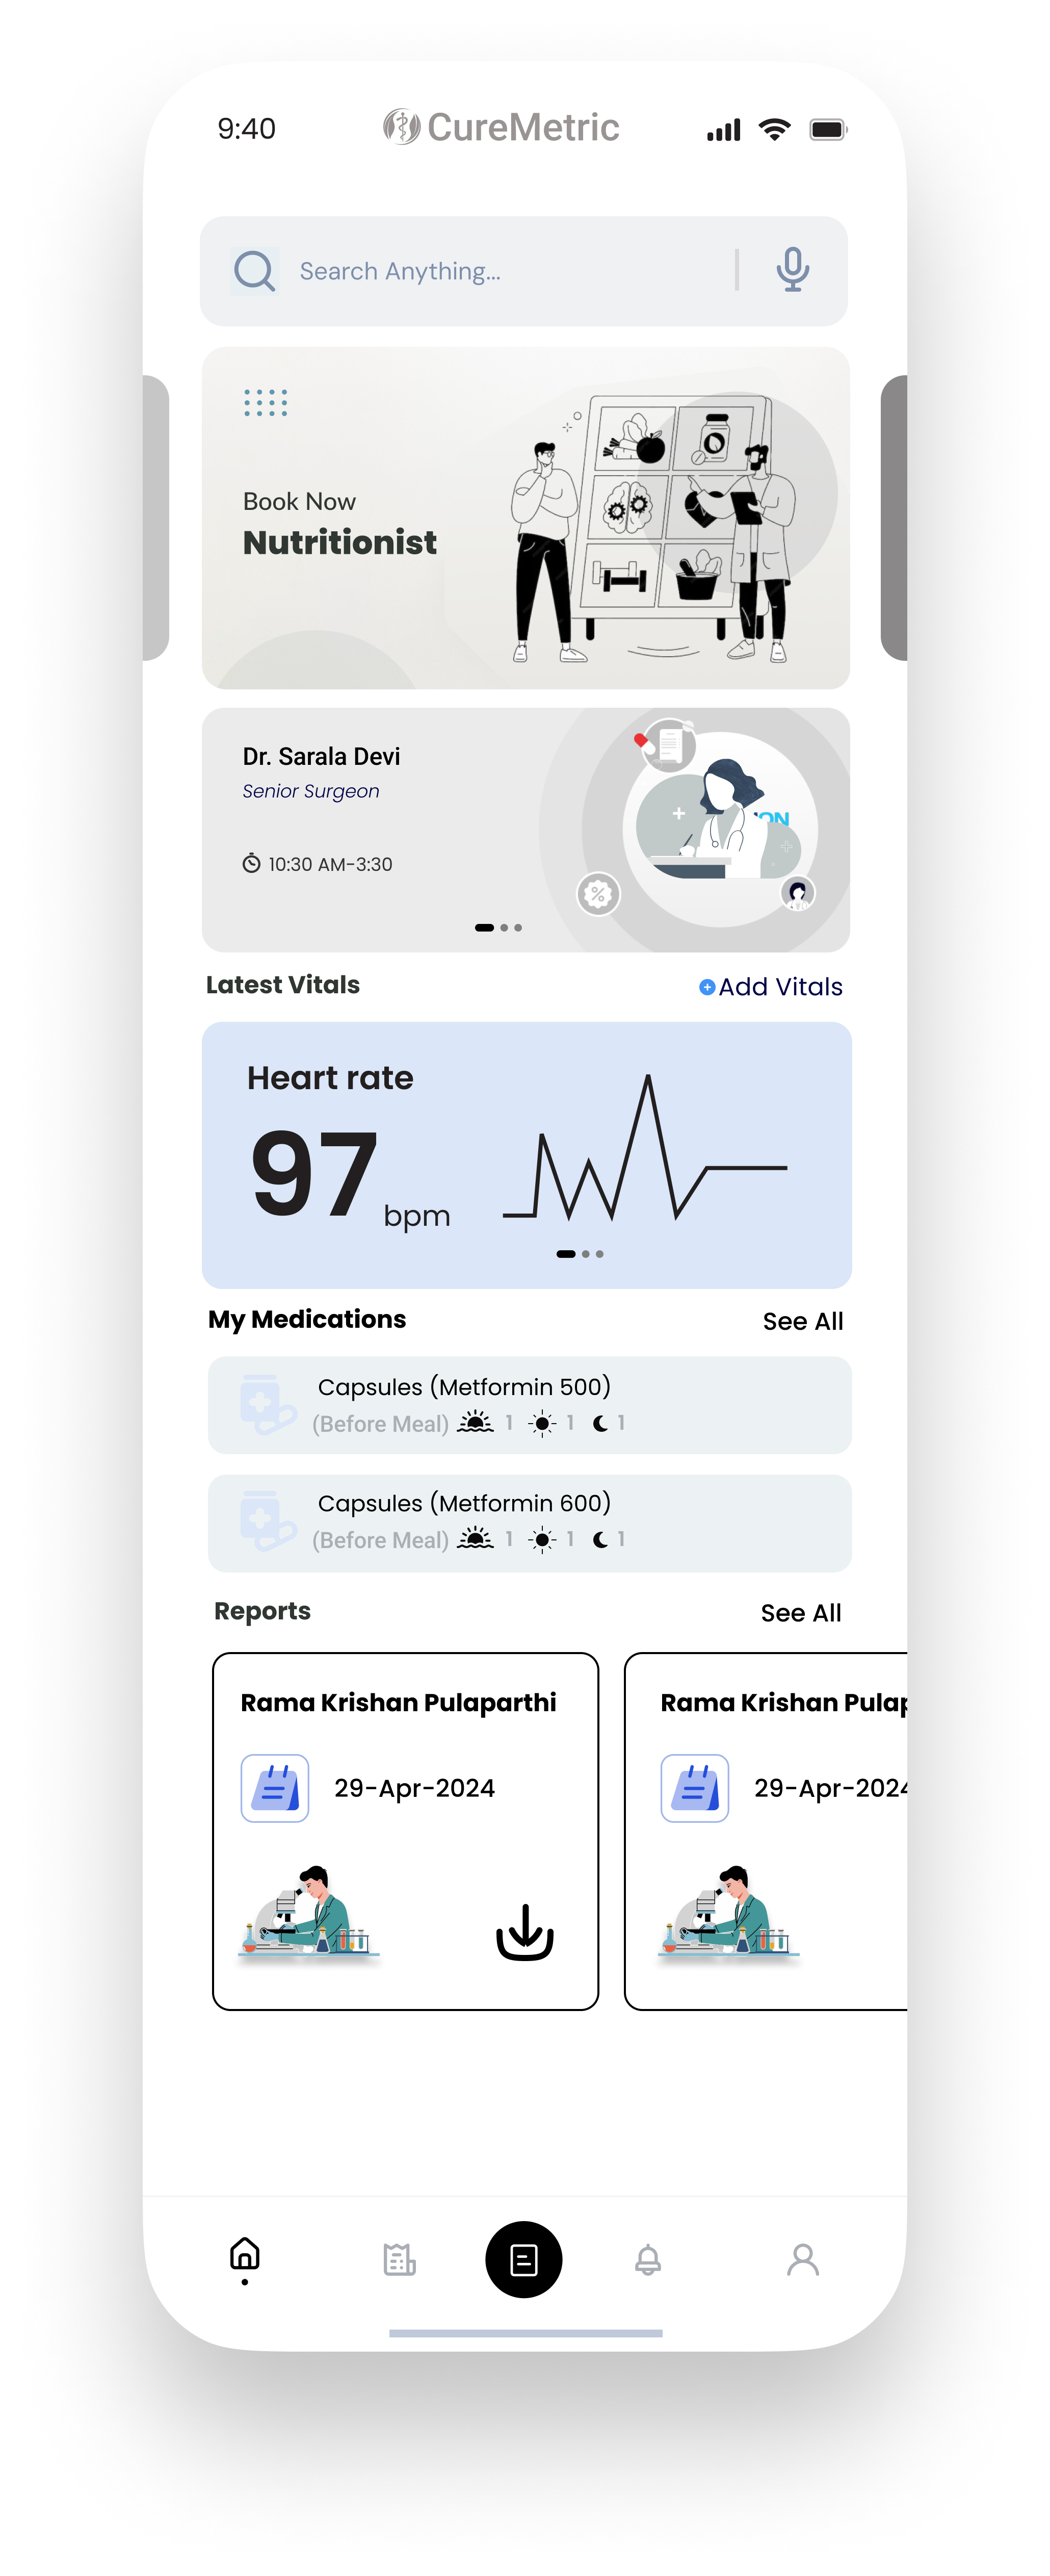 9:40
CureMetric
Search Anything...
Book Now
Nutritionist
Dr. Sarala Devi
Senior Surgeon
10:30 AM-3:30
ON
Latest Vitals
Add Vitals
Heart rate
97 bpm
My Medications
See All
Capsules (Metformin 500)
(Before Meal) 1 1 1
Capsules (Metformin 600)
(Before Meal) 1 1 1
Reports
See All
Rama Krishan Pulaparthi
29-Apr-2024
Rama Krishan Pulap
29-Apr-2024